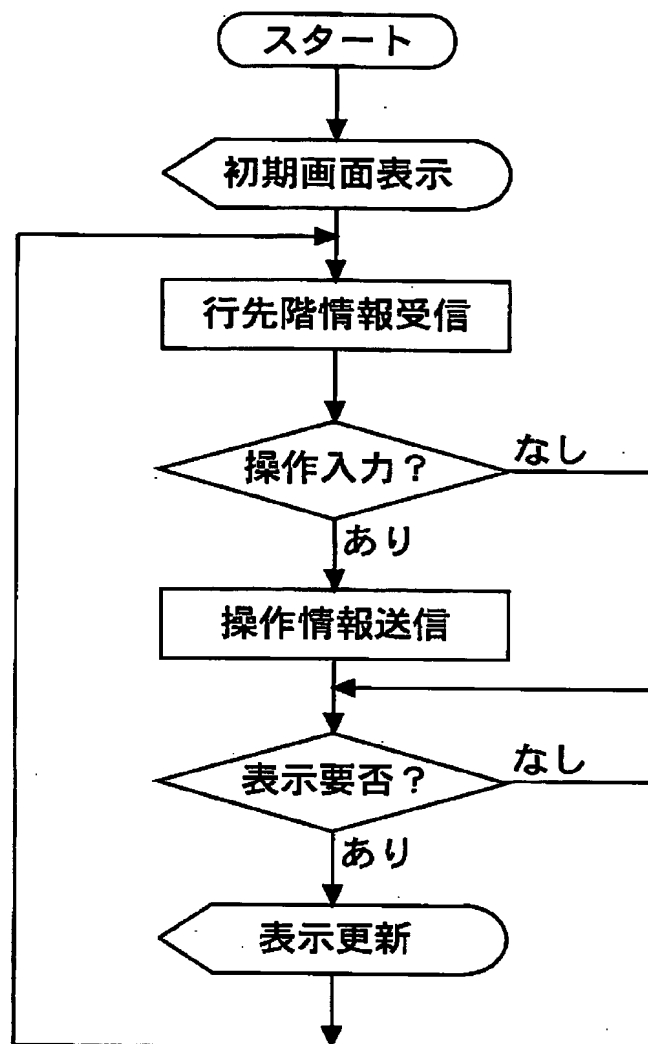 スタート
初期画面表示
行先階情報受信
操作入力？
なし
あり
操作情報送信
表示要否？
なし
あり
表示更新